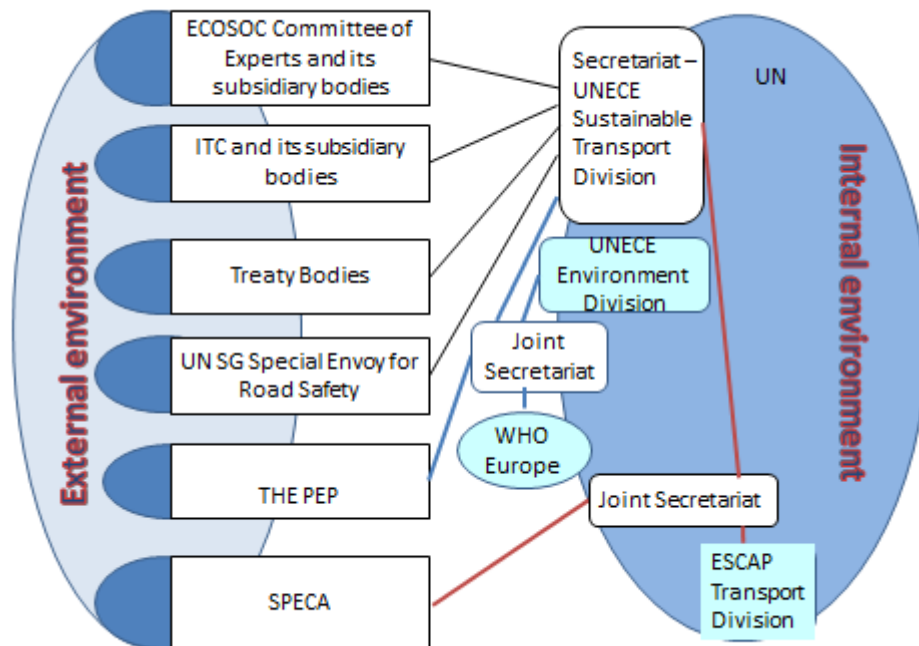 ECOSOC Committee of
Experts and its
subsidiary bodies
ITC and its subsidiary
bodies
Treaty Bodies
UN SG Special Envoy for
Road Safety
THE PEP
SPECA
External environment
Secretariat –
UNECE
Sustainable
Transport
Division
UN
UNECE
Environment
Division
Joint
Secretariat
WHO
Europe
Joint Secretariat
ESCAP
Transport
Division
Internal environment